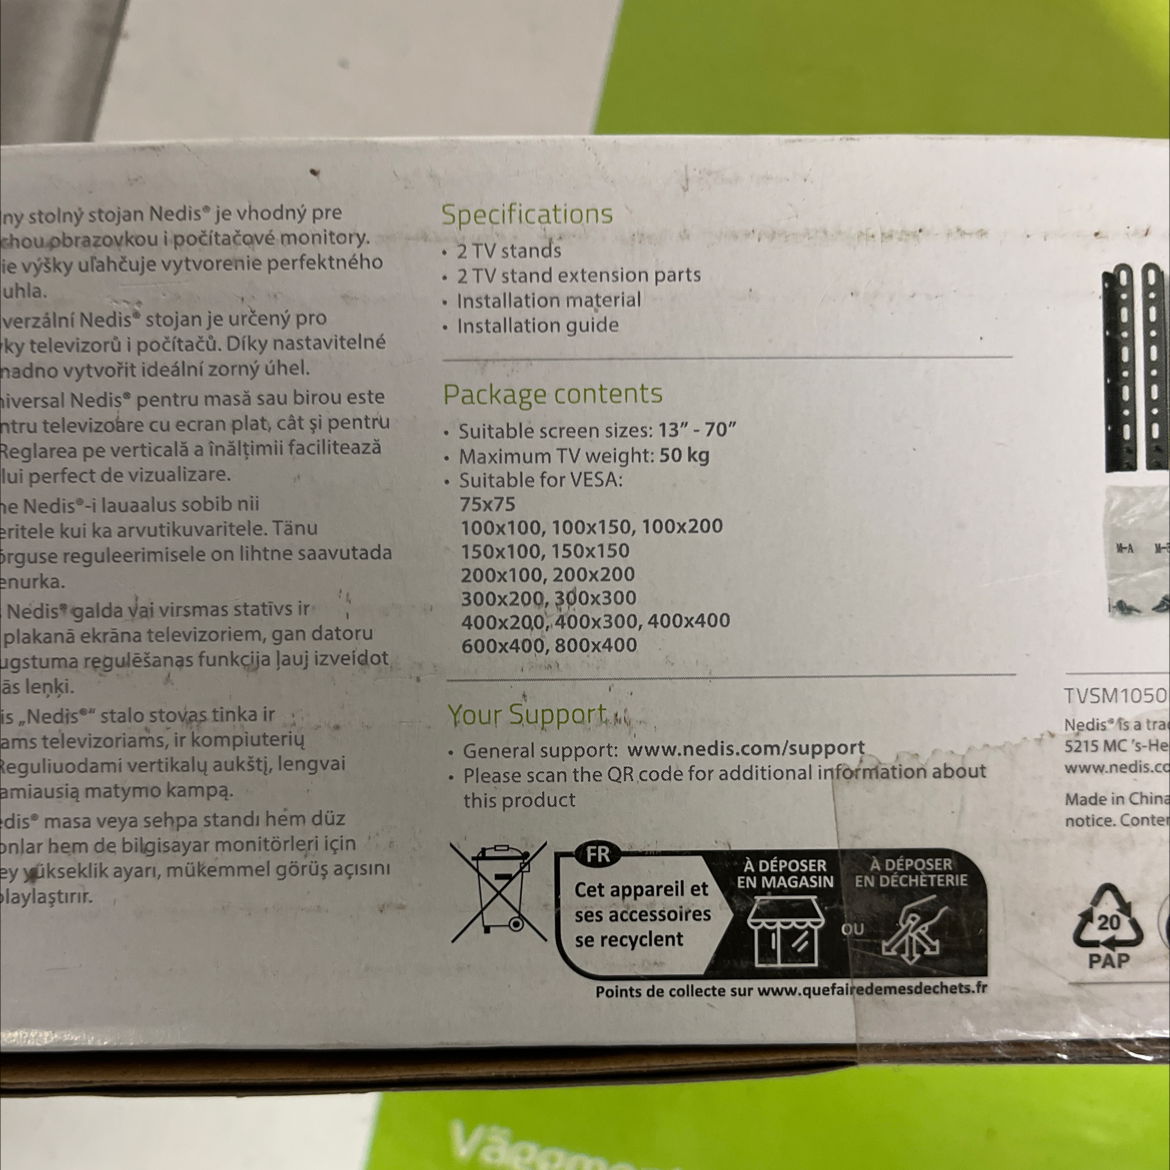 ny stolný stojan Nedis® je vhodný pre
chou obrazovkou i počítačové monitory.
ie výšky uľahčuje vytvorenie perfektného
uhla.
verzální Nedis® stojan je určený pro
ky televizorů i počítačů. Díky nastavitelné
nadno vytvořit ideální zorný úhel.
niversal Nedis® pentru masă sau birou este
ntru televizoare cu ecran plat, cât și pentru
Reglarea pe verticală a înălțimii facilitează
lui perfect de vizualizare.
ne Nedis®-i lauaalus sobib nii
eritele kui ka arvutikuvaritele. Tänu
õrguse reguleerimisele on lihtne saavutada
enurka.
Nedis® galda vai virsmas statīvs ir
plakanā ekrāna televizoriem, gan datoru
ugstuma regulēšanas funkcija ļauj izveidot
ās leņķi.
is „Nedis®“ stalo stovas tinka ir
ams televizoriams, ir kompiuterių
Reguliuodami vertikalų aukštį, lengvai
amiausią matymo kampą.
edis® masa veya sehpa standı hem düz
onlar hem de bilgisayar monitörleri için
ey yükseklik ayarı, mükemmel görüş açısını
olaylaştırır.
Specifications
• 2 TV stands
• 2 TV stand extension parts
• Installation material
• Installation guide
Package contents
• Suitable screen sizes: 13” - 70”
• Maximum TV weight: 50 kg
• Suitable for VESA:
75x75
100x100, 100x150, 100x200
150x100, 150x150
200x100, 200x200
300x200, 300x300
400x200, 400x300, 400x400
600x400, 800x400
Your Support
• General support: www.nedis.com/support
• Please scan the QR code for additional information about
this product
FR
Cet appareil et
ses accessoires
se recyclent
À DÉPOSER
EN MAGASIN
OU
À DÉPOSER
EN DÉCHÈTERIE
Points de collecte sur www.quefairedemesdechets.fr
M-A
TVSM1050
Nedis® is a tra
5215 MC 's-He
www.nedis.co
Made in China
notice. Conten
20
PAP
Väggmon